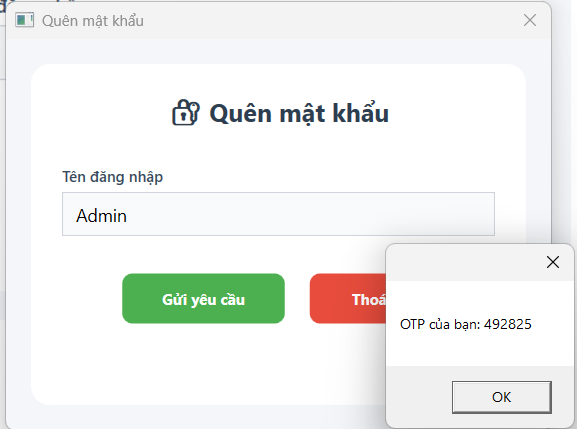 Quên mật khẩu
Quên mật khẩu
Tên đăng nhập
Admin
Gửi yêu cầu
OTP của bạn: 492825
OK